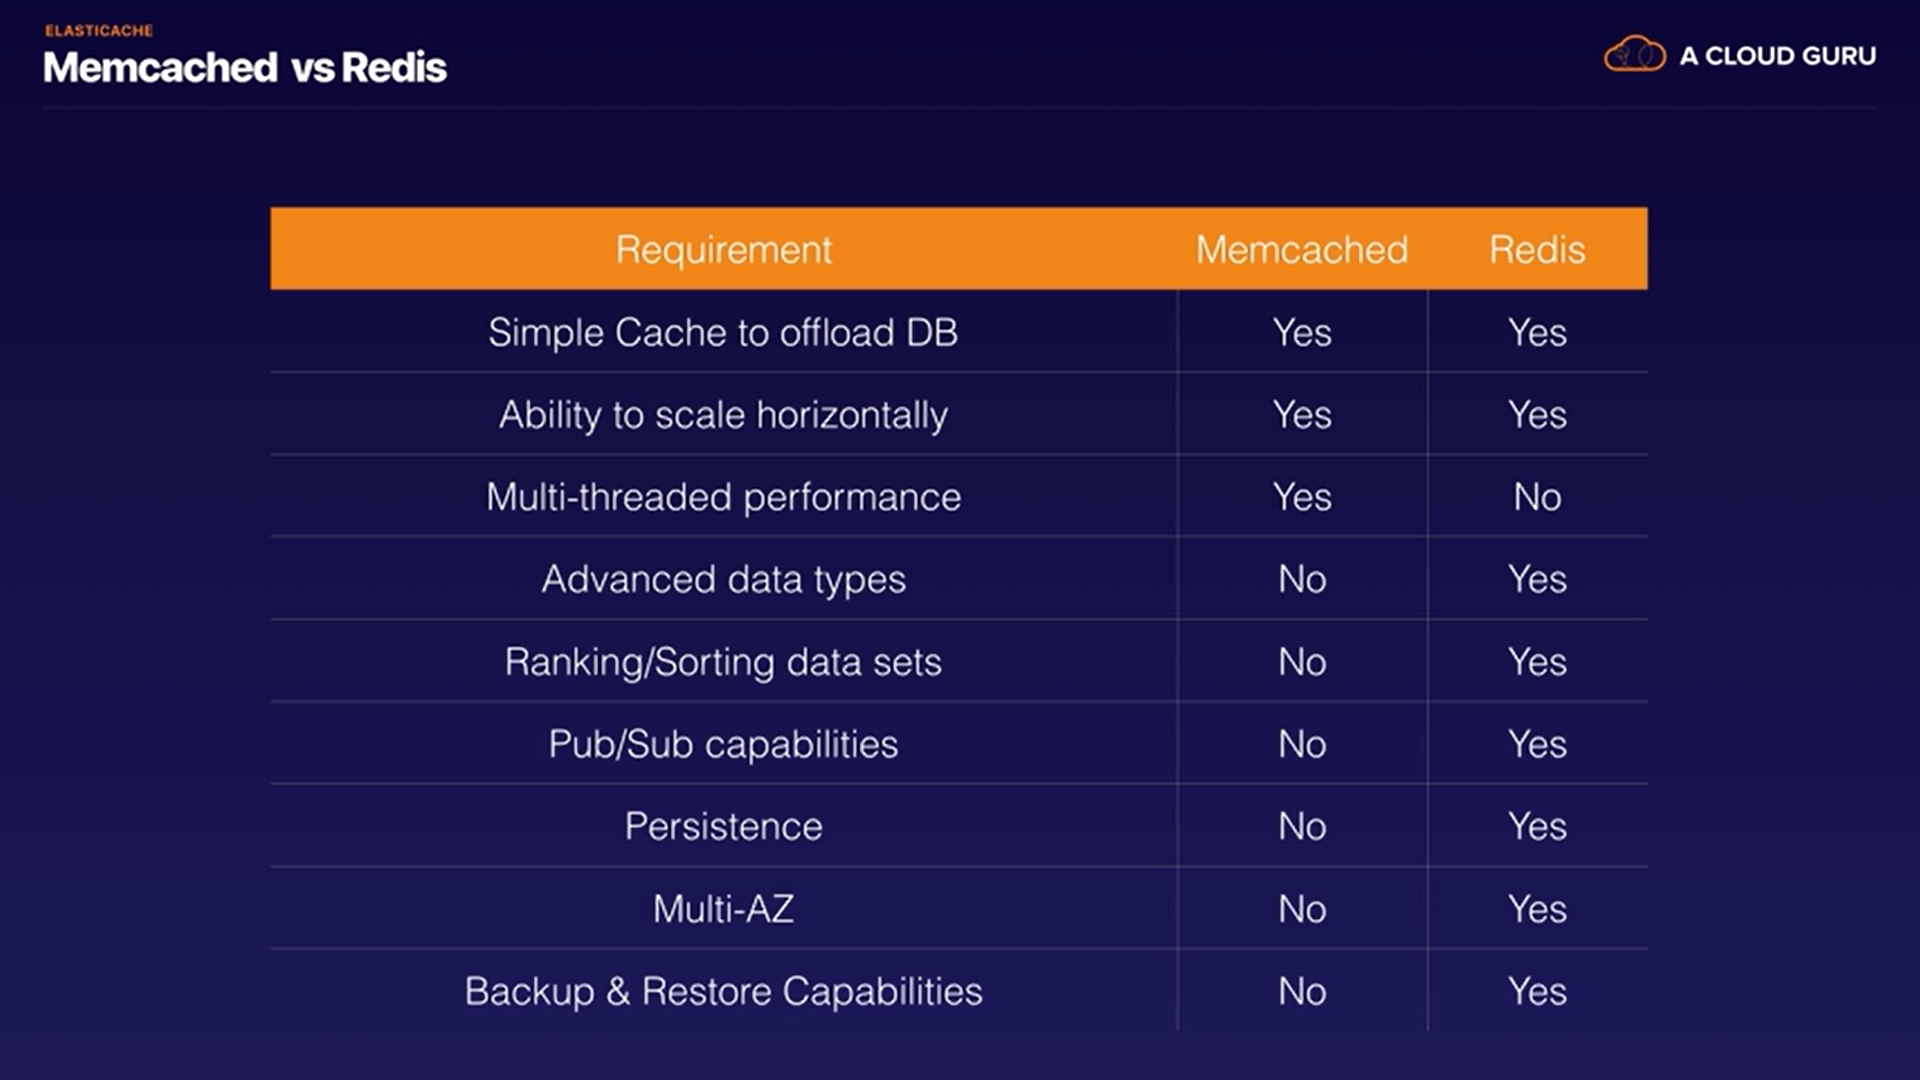 ELASTICACHE
Memcached vs Redis
A CLOUD GURU
Requirement Memcached Redis
Simple Cache to offload DB Yes Yes
Ability to scale horizontally Yes Yes
Multi-threaded performance Yes No
Advanced data types No Yes
Ranking/Sorting data sets No Yes
Pub/Sub capabilities No Yes
Persistence No Yes
Multi-AZ No Yes
Backup & Restore Capabilities No Yes